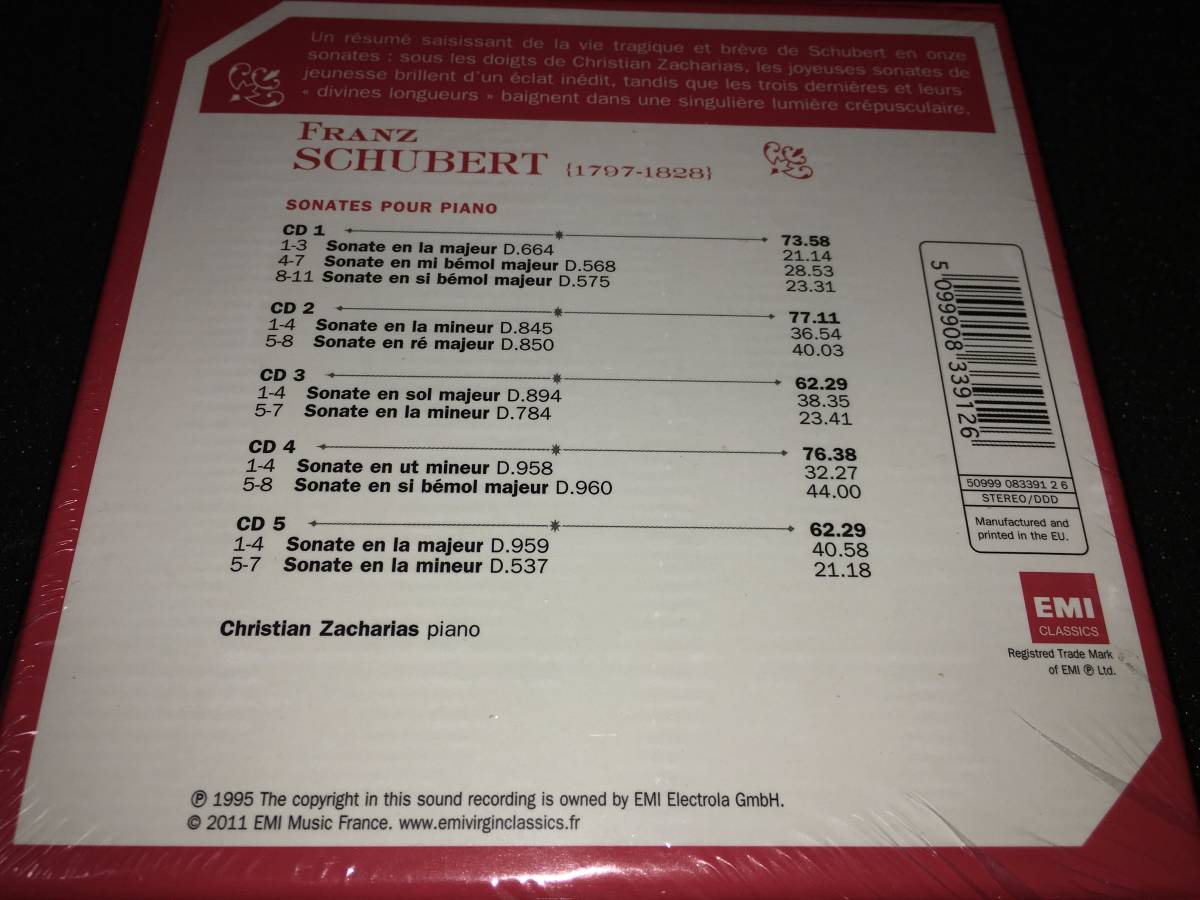 Un résumé saisissant de la vie tragique et brève de Schubert en onze
sonates : sous les doigts de Christian Zacharias, les joyeuses sonates de
jeunesse brillent d'un éclat inédit, tandis que les trois dernières et leurs
« divines longueurs » baignent dans une singulière lumière crépusculaire.
FRANZ
SCHUBERT {1797-1828}
SONATES POUR PIANO
CD 1 73.58
1-3 Sonate en la majeur D.664 21.14
4-7 Sonate en mi bémol majeur D.568 28.53
8-11 Sonate en si bémol majeur D.575 23.31
CD 2 77.11
1-4 Sonate en la mineur D.845 36.54
5-8 Sonate en ré majeur D.850 40.03
CD 3 62.29
1-4 Sonate en sol majeur D.894 38.35
5-7 Sonate en la mineur D.784 23.41
CD 4 76.38
1-4 Sonate en ut mineur D.958 32.27
5-8 Sonate en si bémol majeur D.960 44.00
CD 5 62.29
1-4 Sonate en la majeur D.959 40.58
5-7 Sonate en la mineur D.537 21.18
Christian Zacharias piano
5 099908 339126
50999 083391 2 6
STEREO/DDD
Manufactured and
printed in the EU.
EMI
CLASSICS
Registred Trade Mark
of EMI ℗ Ltd.
℗ 1995 The copyright in this sound recording is owned by EMI Electrola GmbH.
© 2011 EMI Music France. www.emivirginclassics.fr